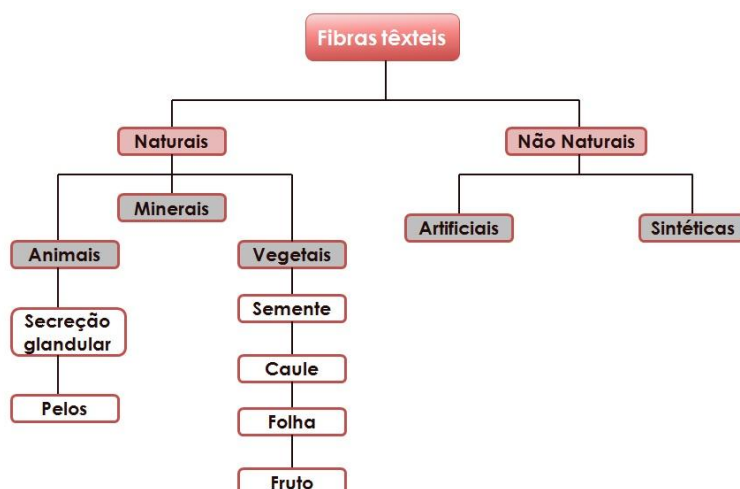 Fibras têxteis
Naturais
Não Naturais
Minerais
Artificiais
Sintéticas
Animais
Vegetais
Secreção
glandular
Semente
Caule
Pelos
Folha
Fruto